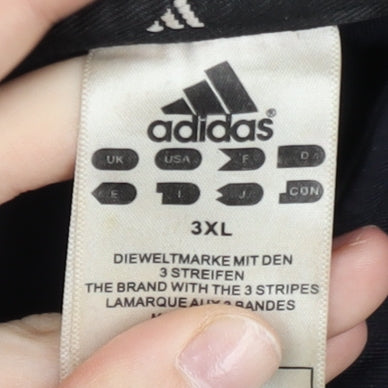 adidas®
UK USA F D
E I J CDN
3XL
DIEWELTMARKE MIT DEN
3 STREIFEN
THE BRAND WITH THE 3 STRIPES
LAMARQUE AUX 3 BANDES